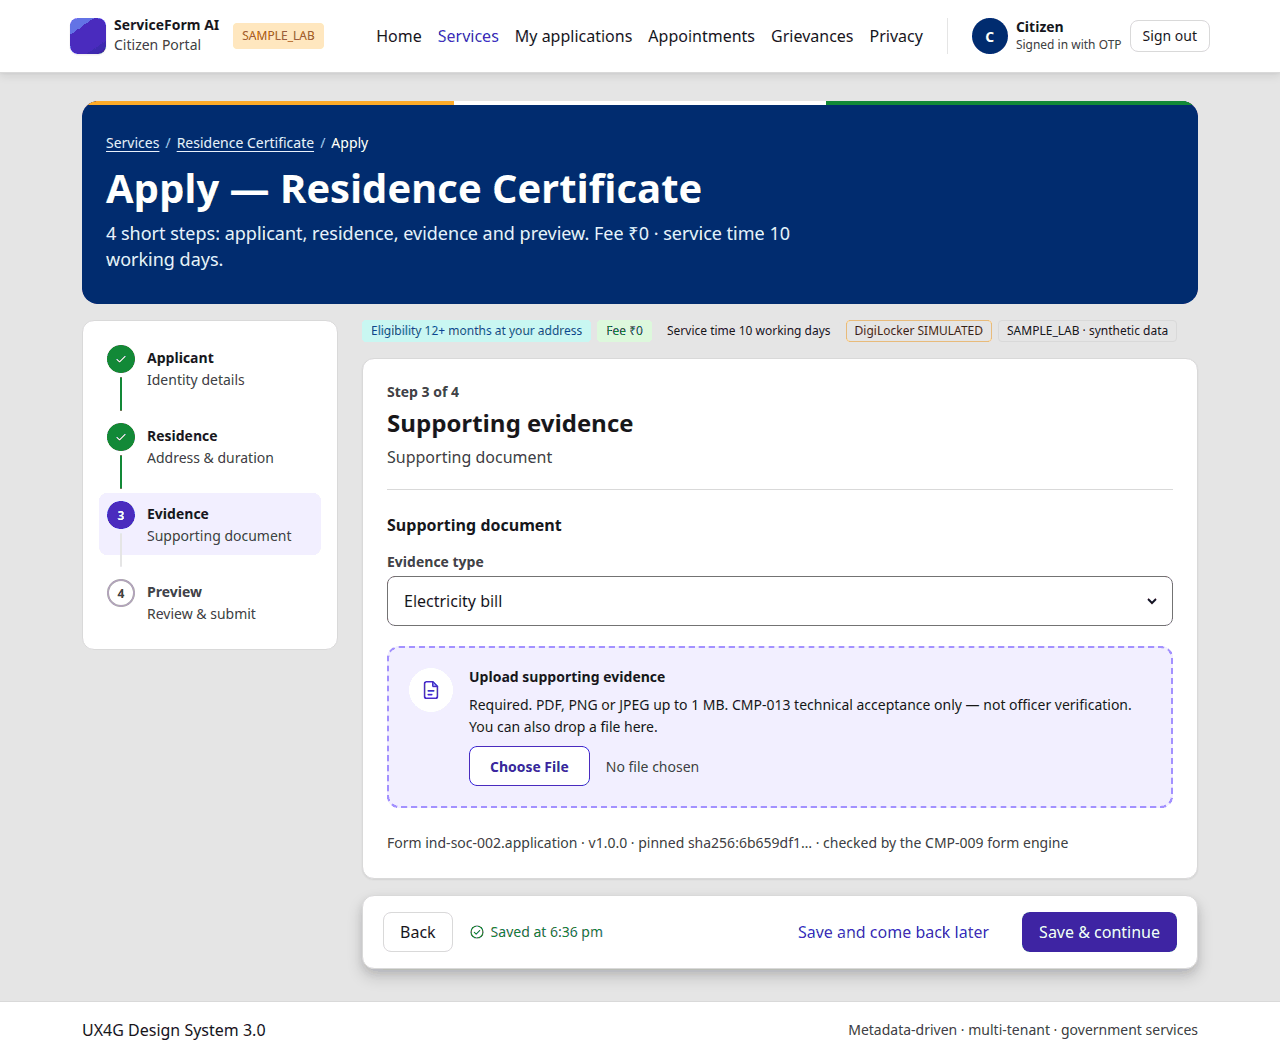 ServiceForm AI
Citizen Portal
SAMPLE_LAB
Home
Services
My applications
Appointments
Grievances
Privacy
C
Citizen
Signed in with OTP
Sign out
Services / Residence Certificate / Apply
Apply — Residence Certificate
4 short steps: applicant, residence, evidence and preview. Fee ₹0 · service time 10
working days.
Applicant
Identity details
Residence
Address & duration
3
Evidence
Supporting document
4
Preview
Review & submit
Eligibility 12+ months at your address
Fee ₹0
Service time 10 working days
DigiLocker SIMULATED
SAMPLE_LAB · synthetic data
Step 3 of 4
Supporting evidence
Supporting document
Supporting document
Evidence type
Electricity bill
Upload supporting evidence
Required. PDF, PNG or JPEG up to 1 MB. CMP-013 technical acceptance only — not officer verification.
You can also drop a file here.
Choose File
No file chosen
Form ind-soc-002.application · v1.0.0 · pinned sha256:6b659df1… · checked by the CMP-009 form engine
Back
Saved at 6:36 pm
Save and come back later
Save & continue
UX4G Design System 3.0
Metadata-driven · multi-tenant · government services